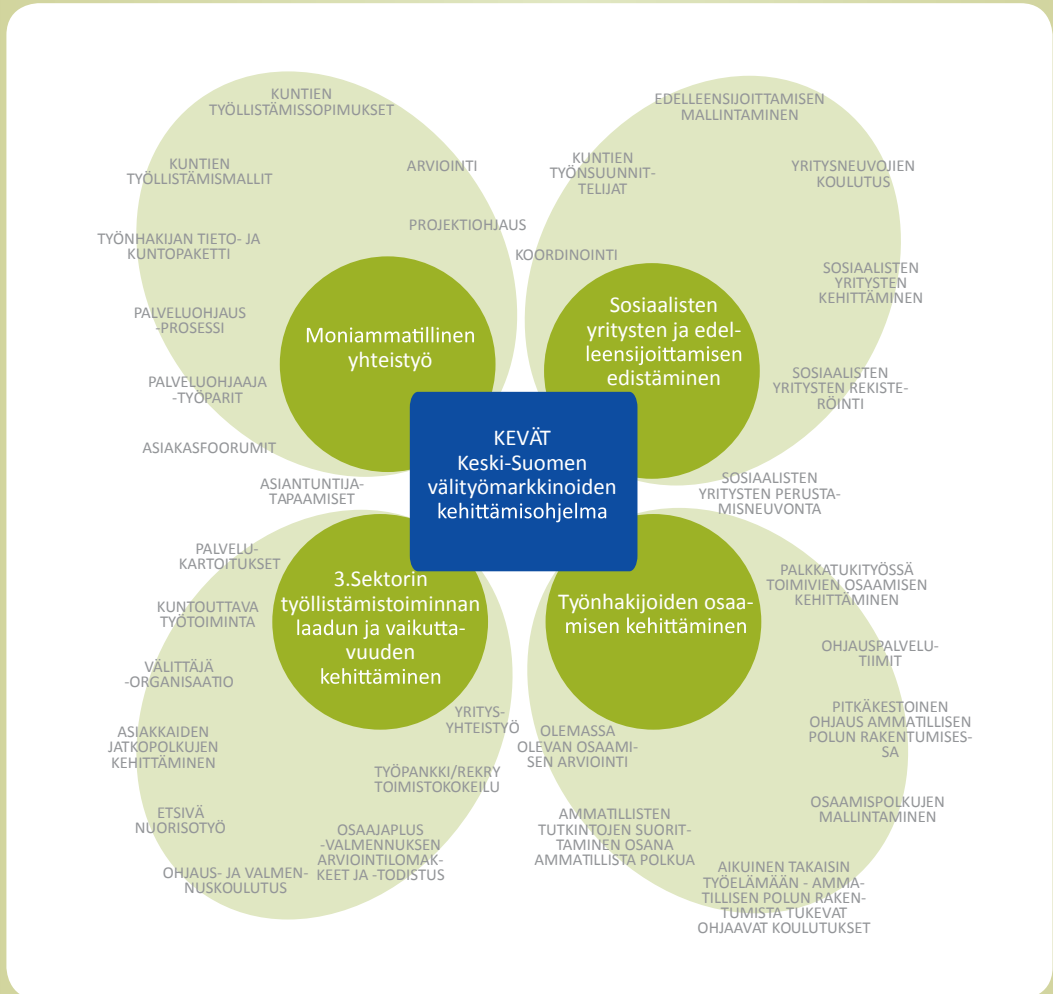 KUNTIEN
TYÖLLISTÄMISSOPIMUKSET
KUNTIEN
TYÖLLISTÄMISMALLIT
ARVIOINTI
PROJEKTIOHJAUS
TYÖNHAKIJAN TIETO- JA
KUNTOPAKETTI
PALVELUOHJAUS
-PROSESSI
PALVELUOHJAAJA
-TYÖPARIT
ASIAKASFOORUMIT
ASIANTUNTIJA-
TAPAAMISET
Moniammatillinen
yhteistyö
EDELLEENSIJOITTAMISEN
MALLINTAMINEN
KUNTIEN
TYÖNSUUNNIT-
TELIJAT
YRITYSNEUVOJIEN
KOULUTUS
KOORDINOINTI
SOSIAALISTEN
YRITYSTEN
KEHITTÄMINEN
SOSIAALISTEN
YRITYSTEN REKISTE-
RÖINTI
SOSIAALISTEN
YRITYSTEN PERUSTA-
MISNEUVONTA
Sosiaalisten
yritysten ja edel-
leensijoittamisen
edistäminen
KEVÄT
Keski-Suomen
välityömarkkinoiden
kehittämisohjelma
PALVELU-
KARTOITUKSET
KUNTOUTTAVA
TYÖTOIMINTA
VÄLITTÄJÄ
-ORGANISAATIO
ASIAKKAIDEN
JATKOPOLKUJEN
KEHITTÄMINEN
ETSIVÄ
NUORISOTYÖ
OHJAUS- JA VALMEN-
NUSKOULUTUS
3.Sektorin
työllistämistoiminnan
laadun ja vaikutta-
vuuden
kehittäminen
YRITYS-
YHTEISTYÖ
TYÖPANKKI/REKRY
TOIMISTOKOKEILU
OSAAJAPLUS
-VALMENNUKSEN
ARVIOINTILOMAK-
KEET JA -TODISTUS
Työnhakijoiden osaa-
misen kehittäminen
PALKKATUKITYÖSSÄ
TOIMIVIEN OSAAMISEN
KEHITTÄMINEN
OHJAUSPALVELU-
TIIMIT
PITKÄKESTOINEN
OHJAUS AMMATILLISEN
POLUN RAKENTUMISES-
SA
OLEMASSA
OLEVAN OSAAMI-
SEN ARVIOINTI
OSAAMISPOLKUJEN
MALLINTAMINEN
AMMATILLISTEN
TUTKINTOJEN SUORIT-
TAMINEN OSANA
AMMATILLISTA POLKUA
AIKUINEN TAKAISIN
TYÖELÄMÄÄN - AMMA-
TILLISEN POLUN RAKEN-
TUMISTA TUKEVAT
OHJAAVAT KOULUTUKSET